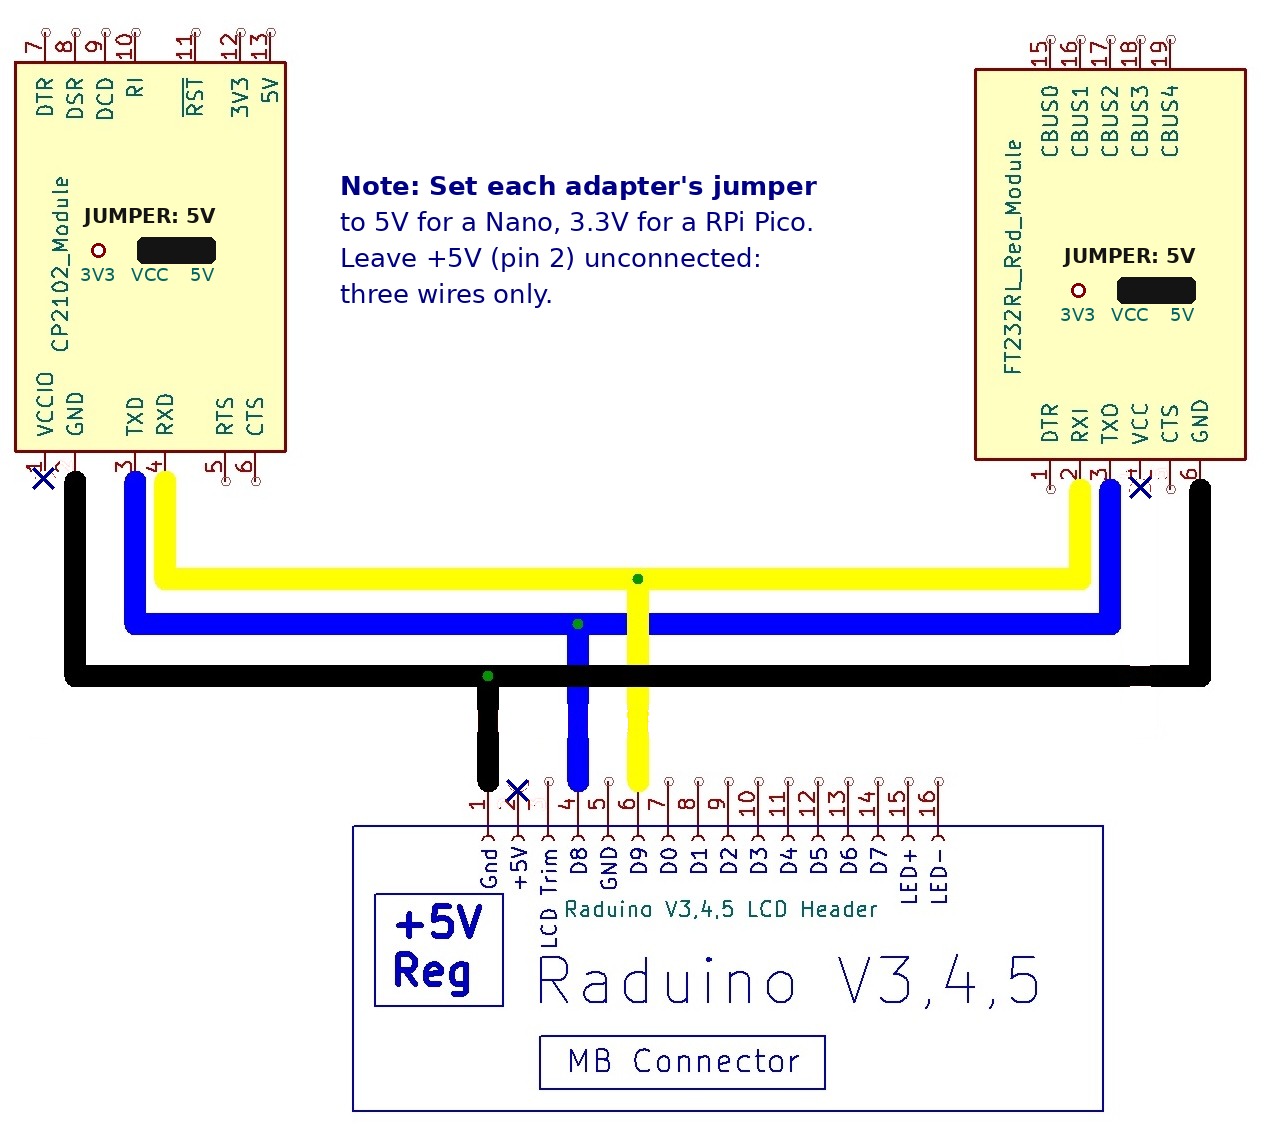 7 8 9 10 11 12 13
DTR DSR DCD RI RST 3V3 5V
CP2102_Module
JUMPER: 5V
3V3 VCC 5V
VCCIO GND TXD RXD RTS CTS
1 3 4 5 6
Note: Set each adapter's jumper
to 5V for a Nano, 3.3V for a RPi Pico.
Leave +5V (pin 2) unconnected:
three wires only.
15 16 17 18 19
CBUS0 CBUS1 CBUS2 CBUS3 CBUS4
FT232RL_Red_Module
JUMPER: 5V
3V3 VCC 5V
DTR RXI TXO VCC CTS GND
1 2 3 6
1 4 5 6 7 8 9 10 11 12 13 14 15 16
Gnd +5V LCD Trim D8 GND D9 D0 D1 D2 D3 D4 D5 D6 D7 LED+ LED-
Raduino V3,4,5 LCD Header
+5V
Reg
Raduino V3,4,5
MB Connector